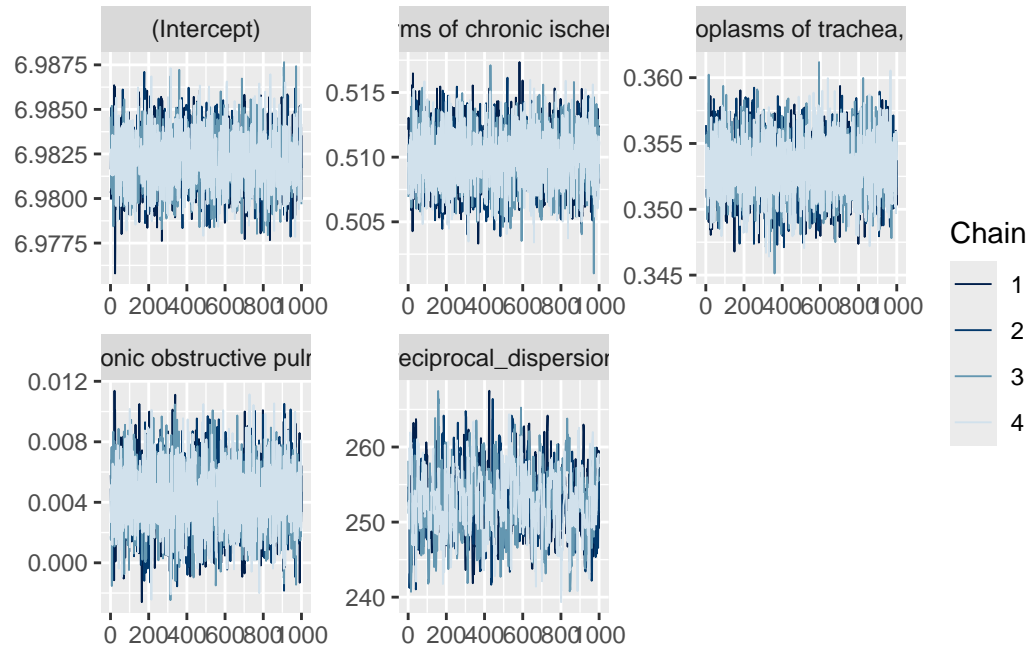 (Intercept)
rms of chronic ischem
oplasms of trachea,
6.9875
6.9850
6.9825
6.9800
6.9775
0.515
0.510
0.505
0.360
0.355
0.350
0.345
0 200 400 600 800 1000
0 200 400 600 800 1000
0 200 400 600 800 1000
onic obstructive puln
eciprocal_dispersion
0.012
0.008
0.004
0.000
260
250
240
0 200 400 600 800 1000
0 200 400 600 800 1000
Chain
1
2
3
4